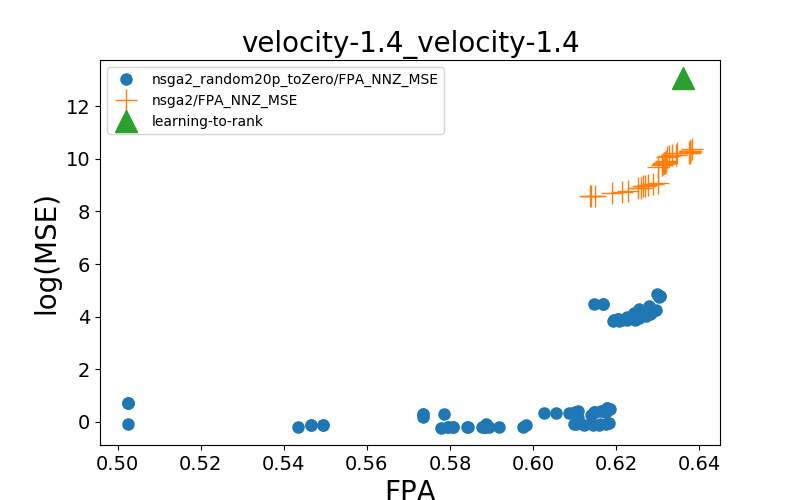 velocity-1.4_velocity-1.4
nsga2_random20p_toZero/FPA_NNZ_MSE
nsga2/FPA_NNZ_MSE
learning-to-rank
log(MSE)
12
10
8
6
4
2
0
0.50 0.52 0.54 0.56 0.58 0.60 0.62 0.64
FPA